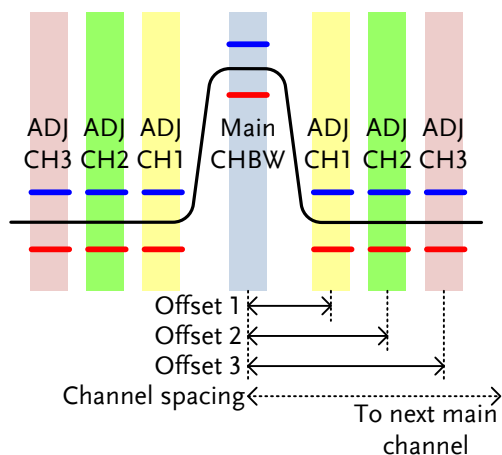 ADJ ADJ ADJ Main ADJ ADJ ADJ
CH3 CH2 CH1 CHBW CH1 CH2 CH3
Offset 1
Offset 2
Offset 3
Channel spacing
To next main
channel